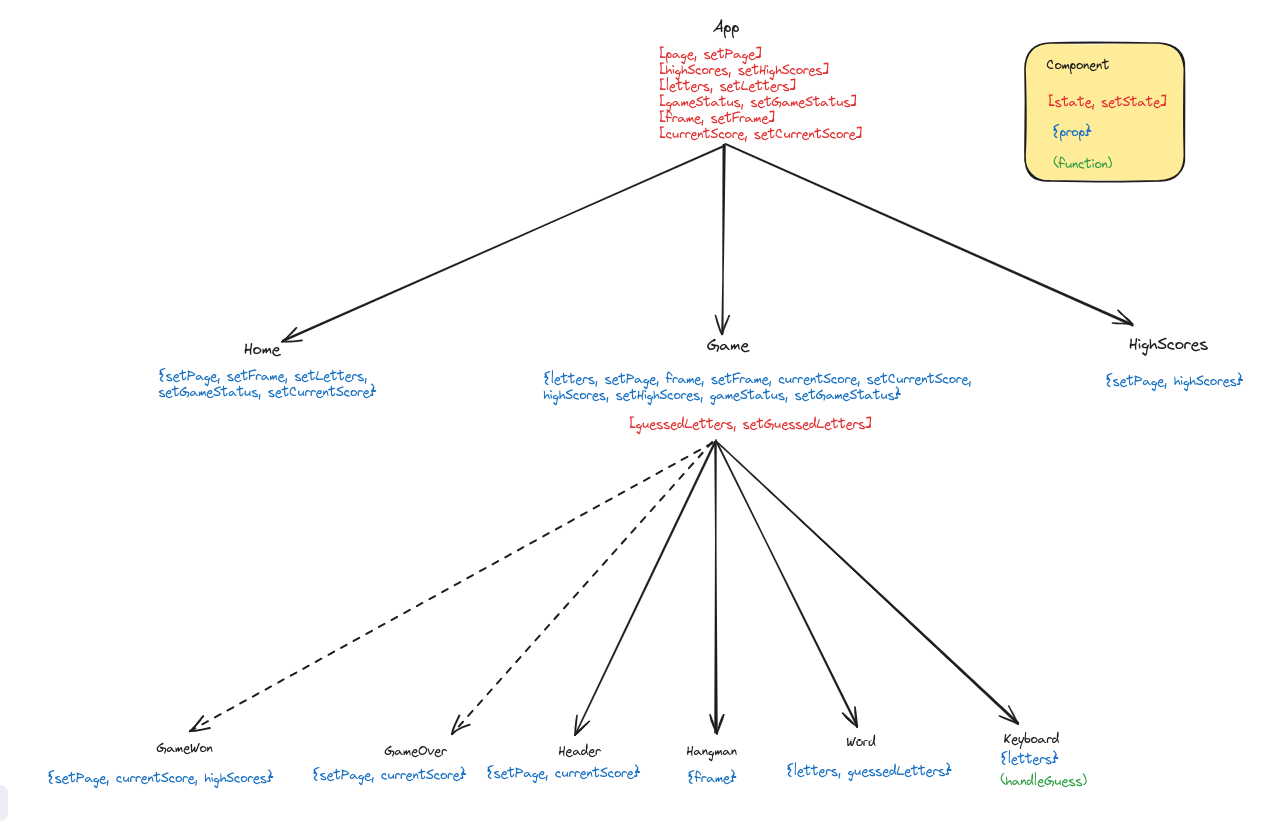 App
[page, setPage]
[highScores, setHighScores]
[letters, setLetters]
[gameStatus, setGameStatus]
[frame, setFrame]
[currentScore, setCurrentScore]
Component
[state, setState]
{prop}
(function)
Home
{setPage, setFrame, setLetters,
setGameStatus, setCurrentScore}
Game
{letters, setPage, frame, setFrame, currentScore, setCurrentScore,
highScores, setHighScores, gameStatus, setGameStatus}
[guessedLetters, setGuessedLetters]
HighScores
{setPage, highScores}
GameWon
{setPage, currentScore, highScores}
GameOver
{setPage, currentScore}
Header
{setPage, currentScore}
Hangman
{frame}
Word
{letters, guessedLetters}
Keyboard
{letters}
(handleGuess)